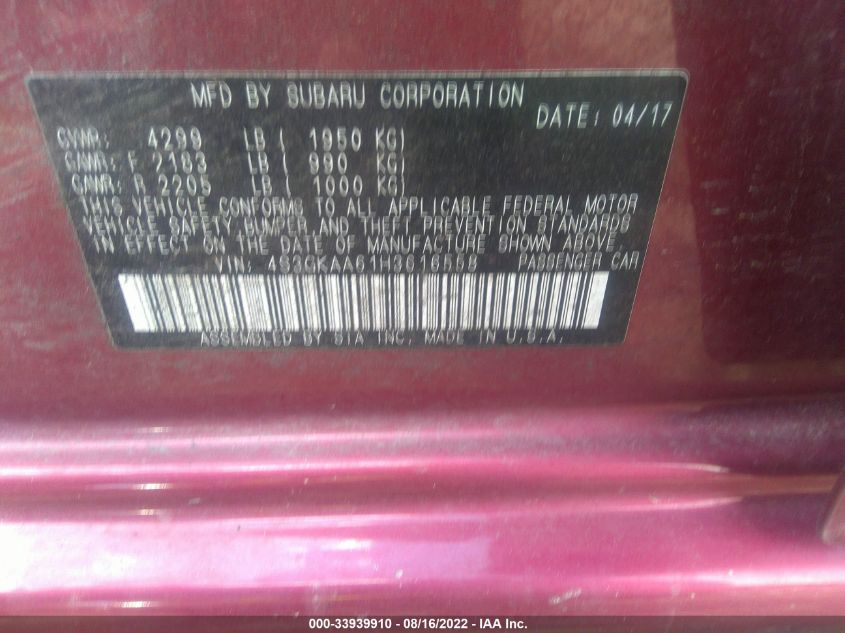 MFD BY SUBARU CORPORATION
DATE: 04/17
GVWR: 4299 LB ( 1950 KG)
GAWR: F 2183 LB ( 990 KG)
GAWR: R 2205 LB ( 1000 KG)
THIS VEHICLE CONFORMS TO ALL APPLICABLE FEDERAL MOTOR
VEHICLE SAFETY, BUMPER, AND THEFT PREVENTION STANDARDS
IN EFFECT ON THE DATE OF MANUFACTURE SHOWN ABOVE.
VIN: 4S3GKAA61H3616558 PASSENGER CAR
ASSEMBLED BY SIA INC, MADE IN U.S.A.
000-33939910 - 08/16/2022 - IAA Inc.